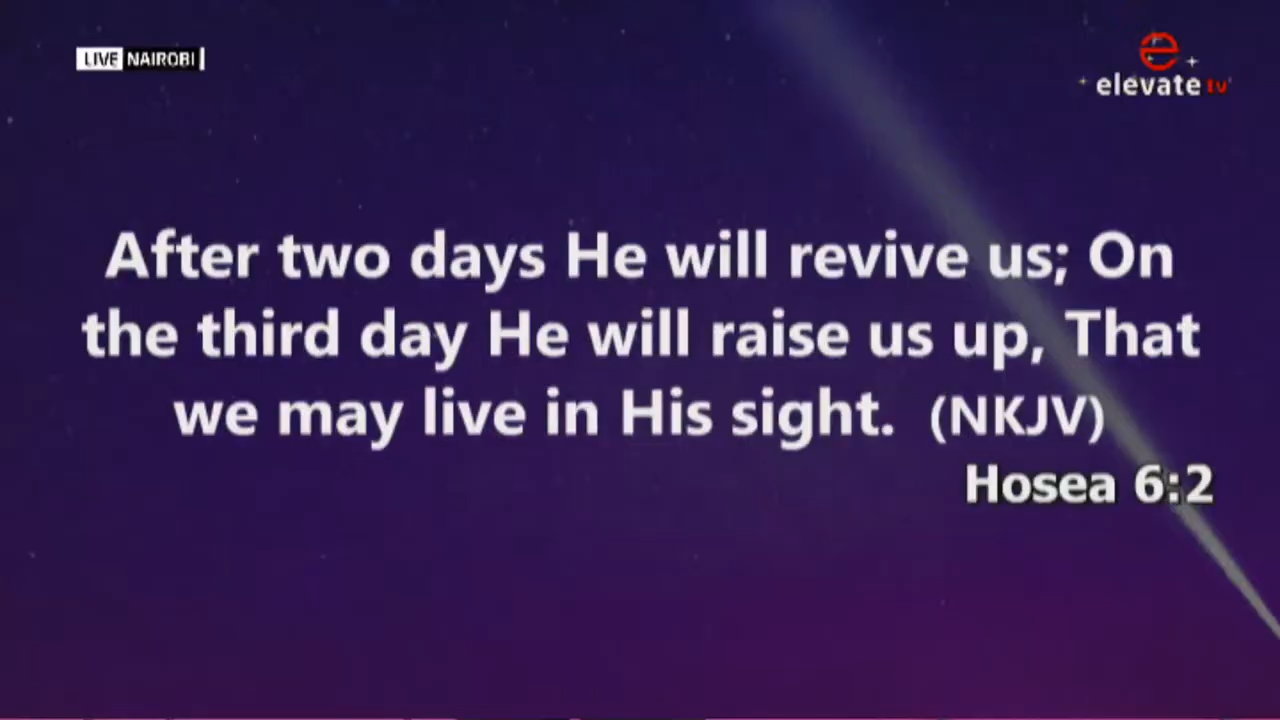 LIVE NAIROBI
e
elevate tv
After two days He will revive us; On
the third day He will raise us up, That
we may live in His sight. (NKJV)
Hosea 6:2